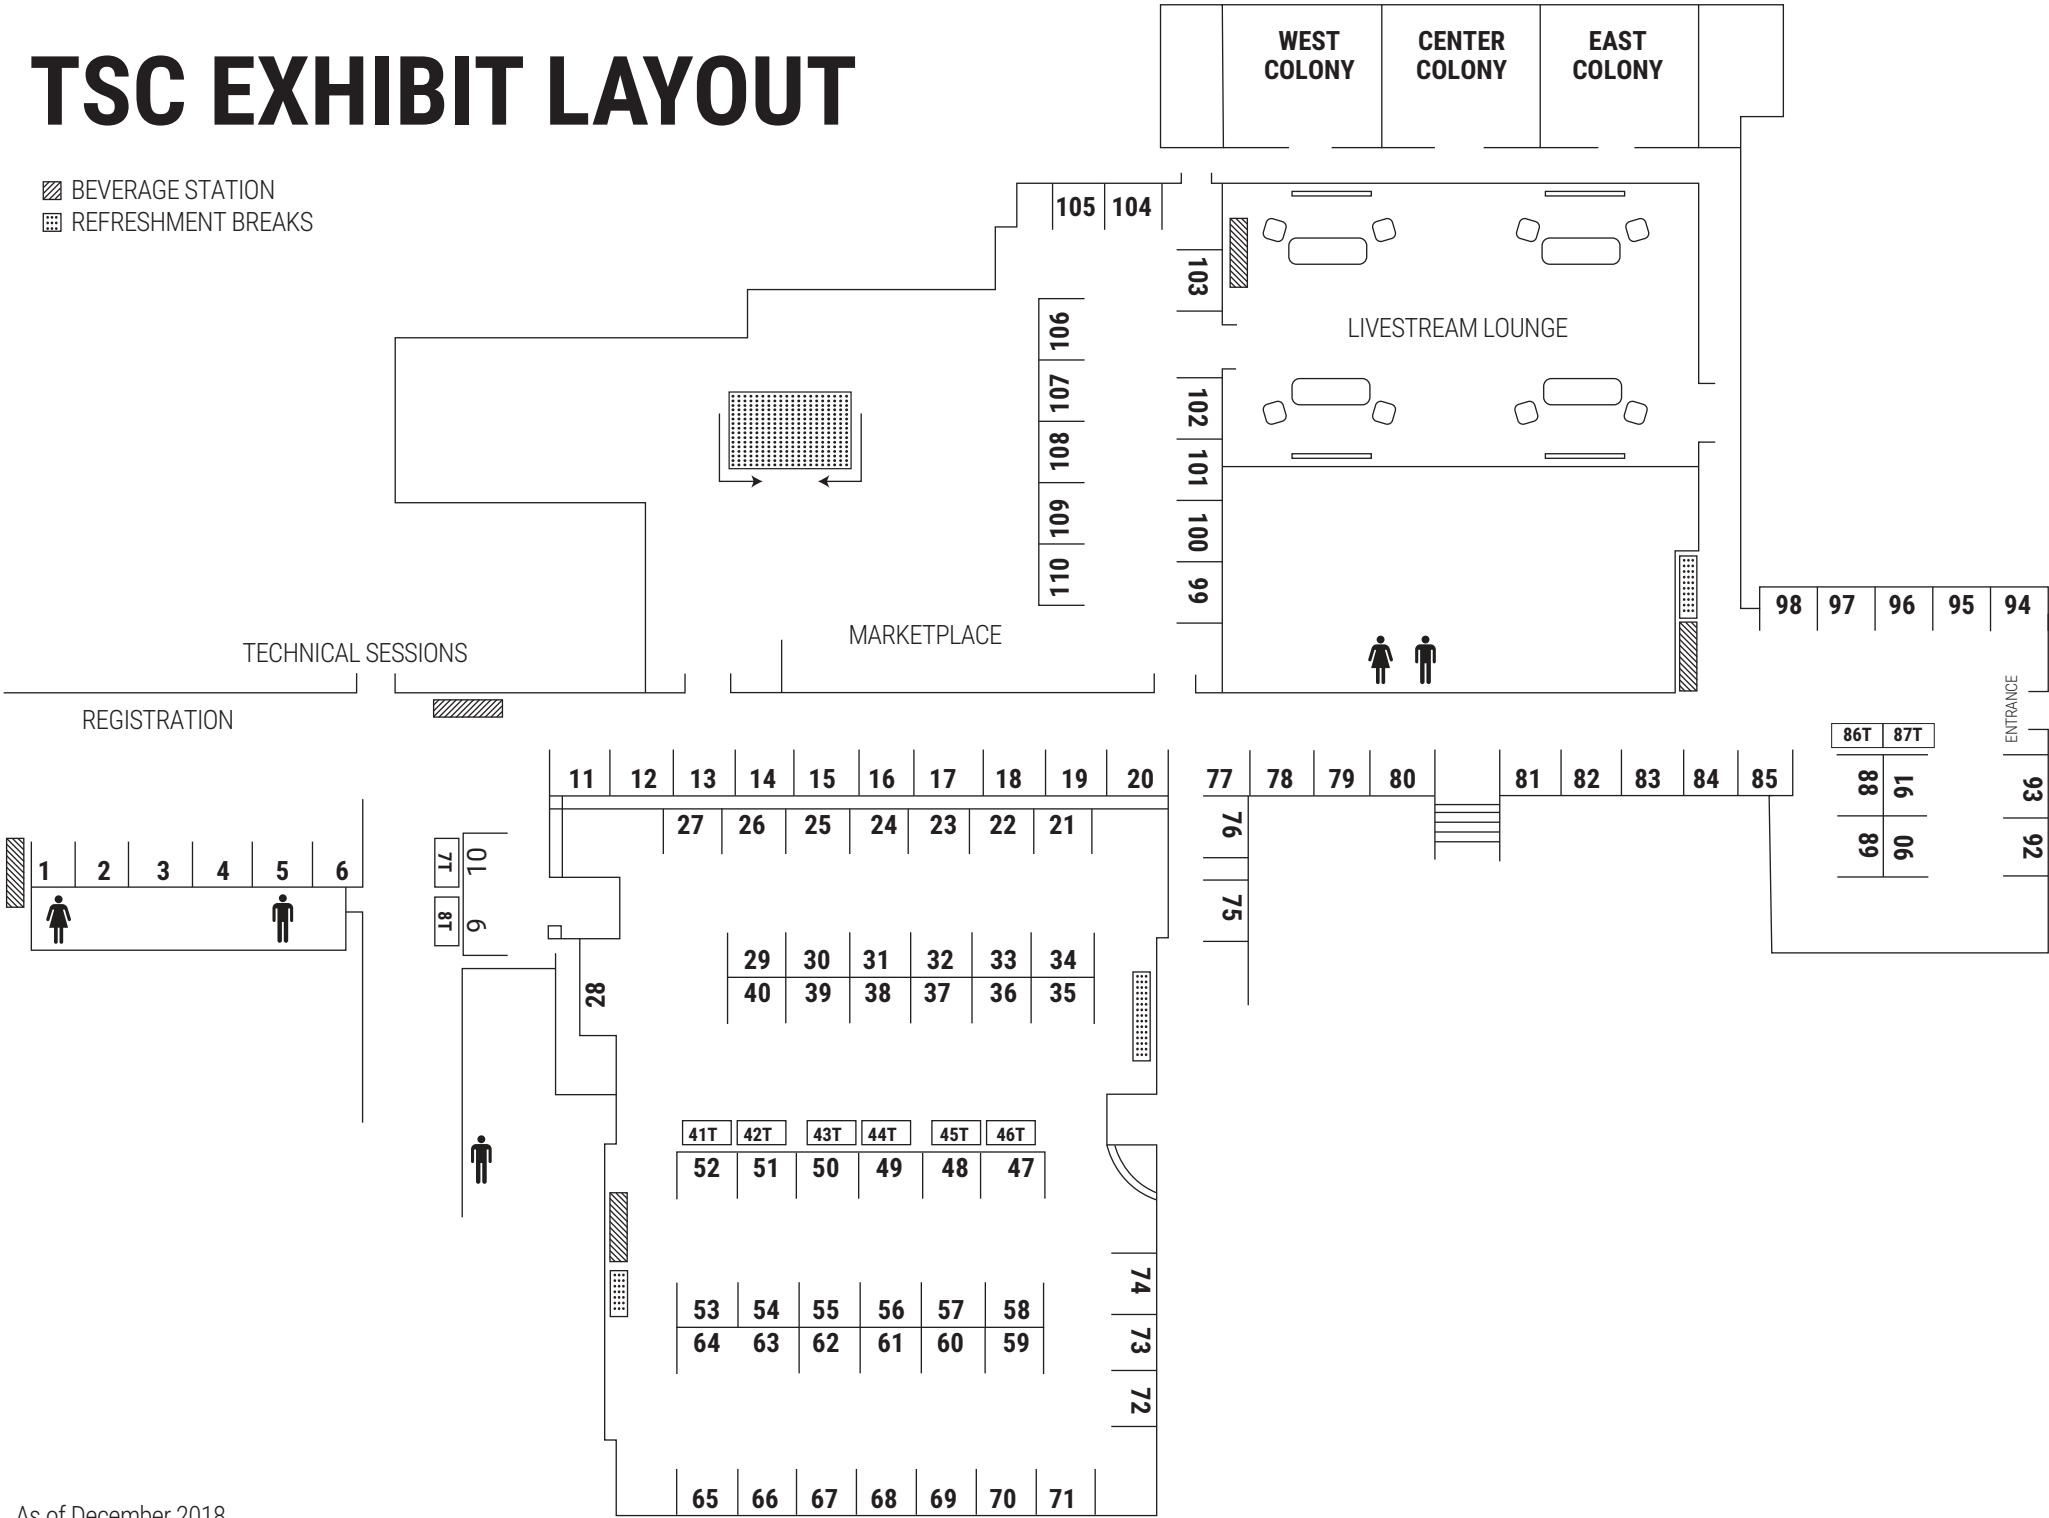 TSC EXHIBIT LAYOUT
BEVERAGE STATION
REFRESHMENT BREAKS
WEST
COLONY
CENTER
COLONY
EAST
COLONY
105 104
103
LIVESTREAM LOUNGE
106
107
108
109
110
102
101
100
99
MARKETPLACE
TECHNICAL SESSIONS
REGISTRATION
98 97 96 95 94
ENTRANCE
86T 87T
88 91
89 90
93
92
11 12 13 14 15 16 17 18 19 20
77 78 79 80
81 82 83 84 85
27 26 25 24 23 22 21
76
75
1 2 3 4 5 6
7T 10
8T 9
28
29 30 31 32 33 34
40 39 38 37 36 35
41T 42T 43T 44T 45T 46T
52 51 50 49 48 47
74
73
72
53 54 55 56 57 58
64 63 62 61 60 59
65 66 67 68 69 70 71
As of December 2018